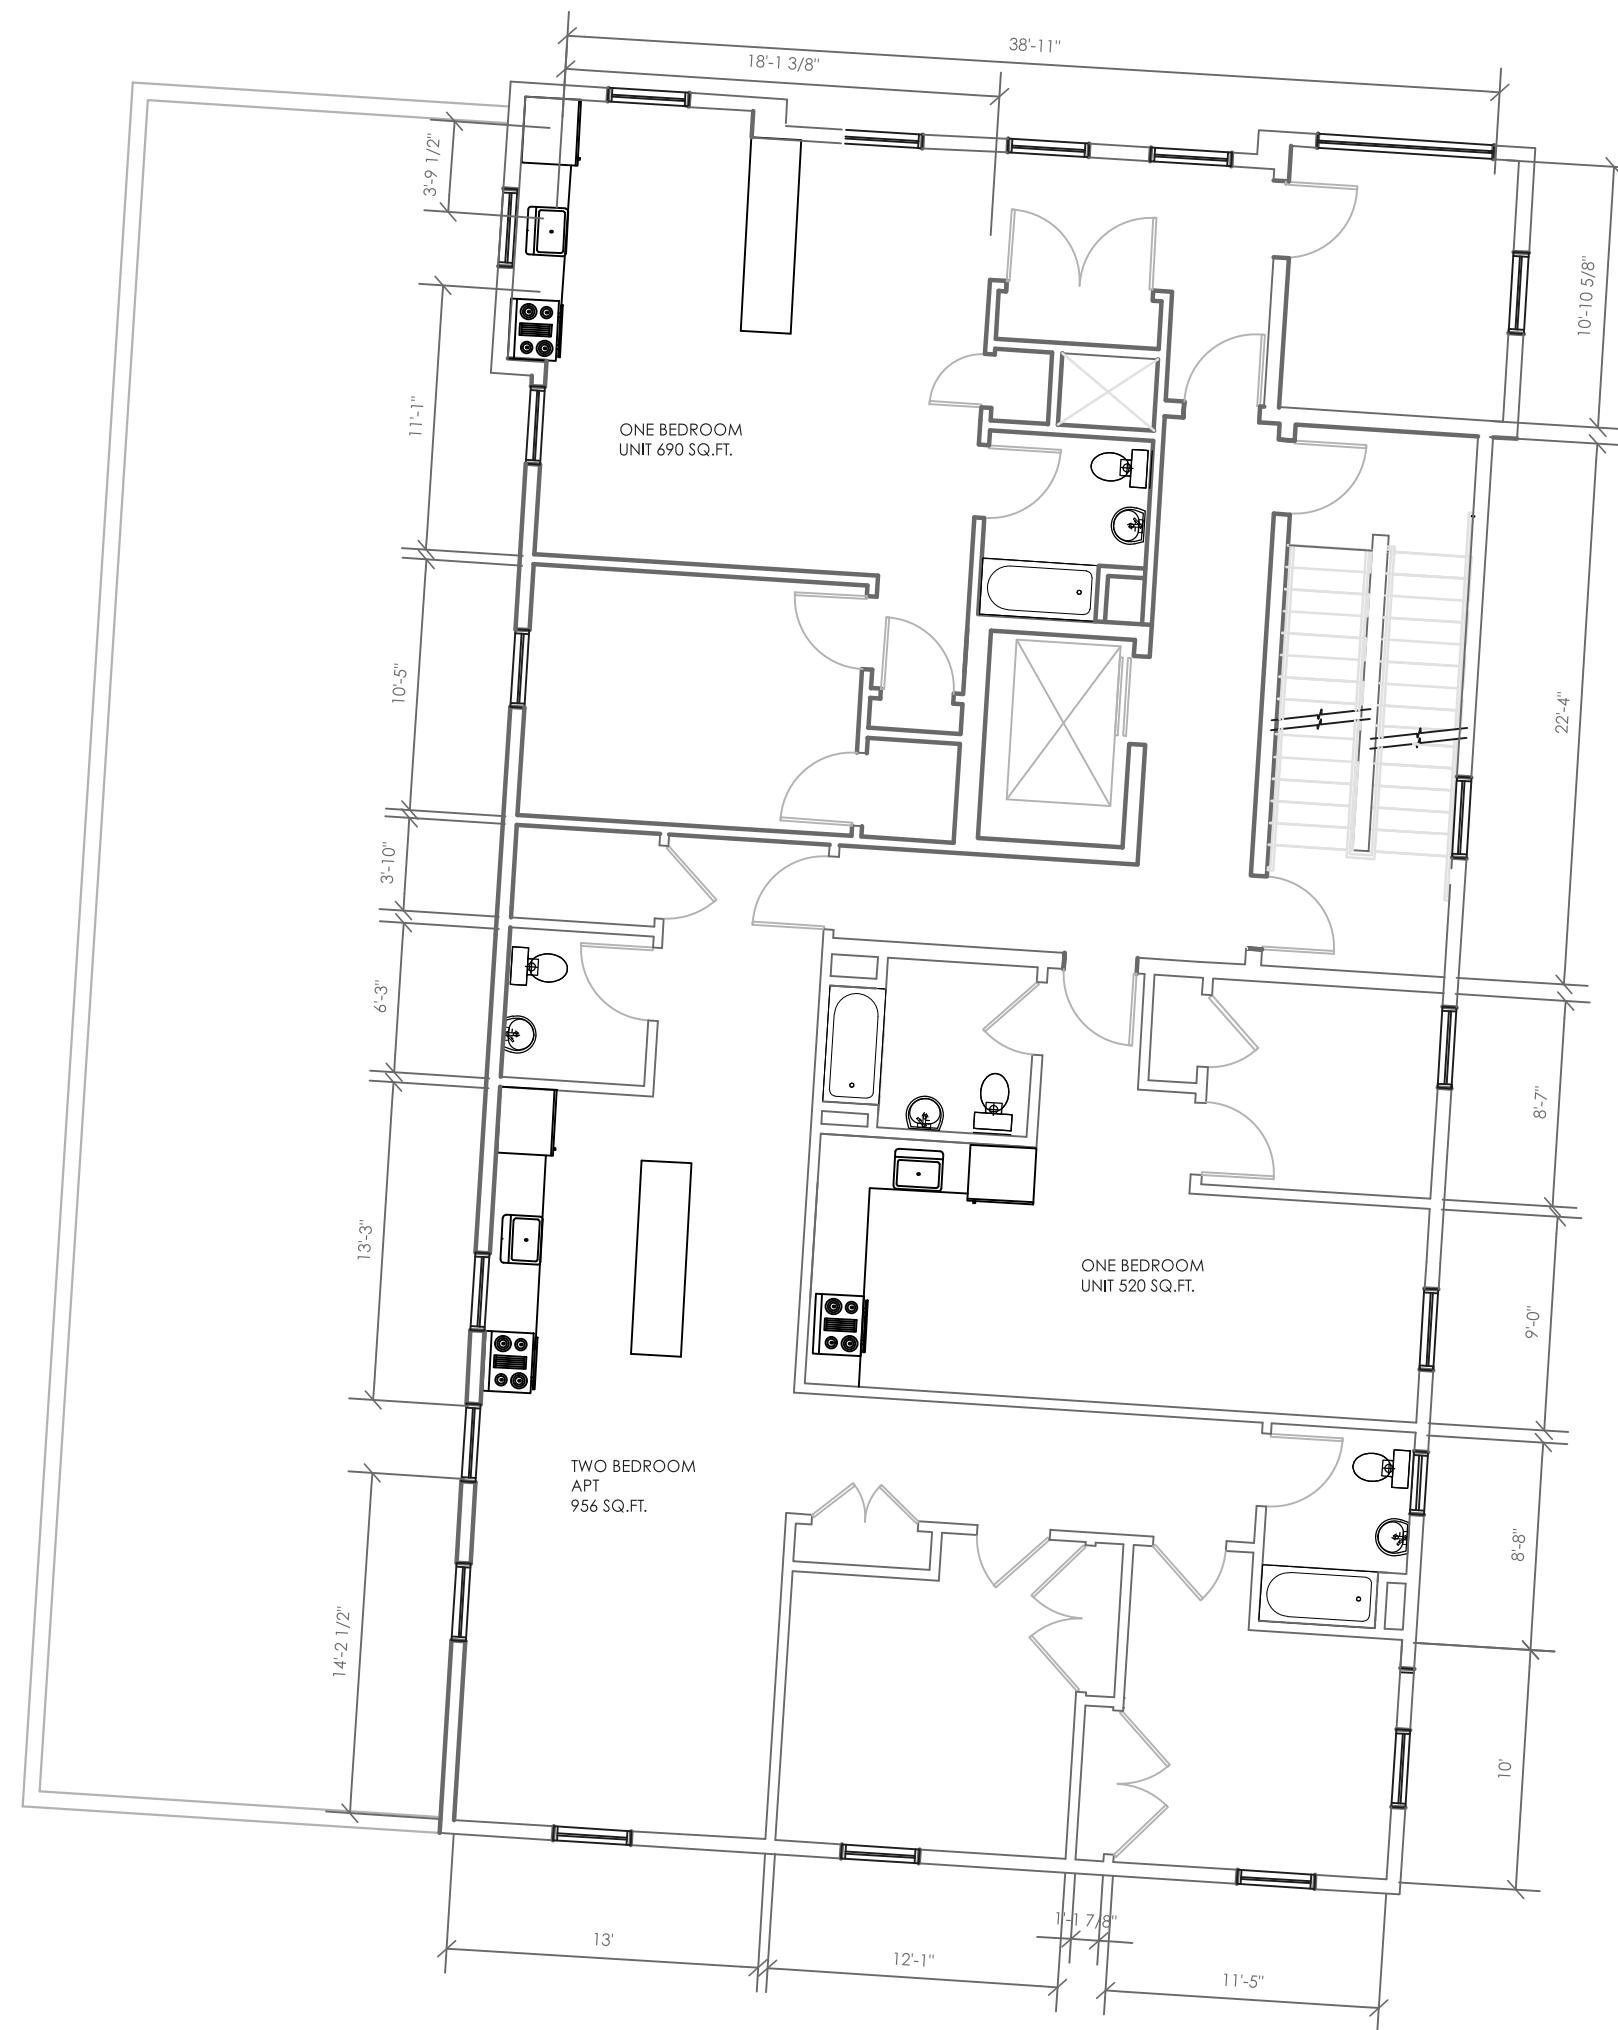 38'-11"
18'-1 3/8"
3'-9 1/2"
10'-10 5/8"
11'-1"
ONE BEDROOM
UNIT 690 SQ.FT.
10'-5"
22'-4"
3'-10"
6'-3"
8'-7"
13'-3"
ONE BEDROOM
UNIT 520 SQ.FT.
9'-0"
TWO BEDROOM
APT
956 SQ.FT.
8'-8"
14'-2 1/2"
10'
1'-1 7/8"
13'
12'-1"
11'-5"